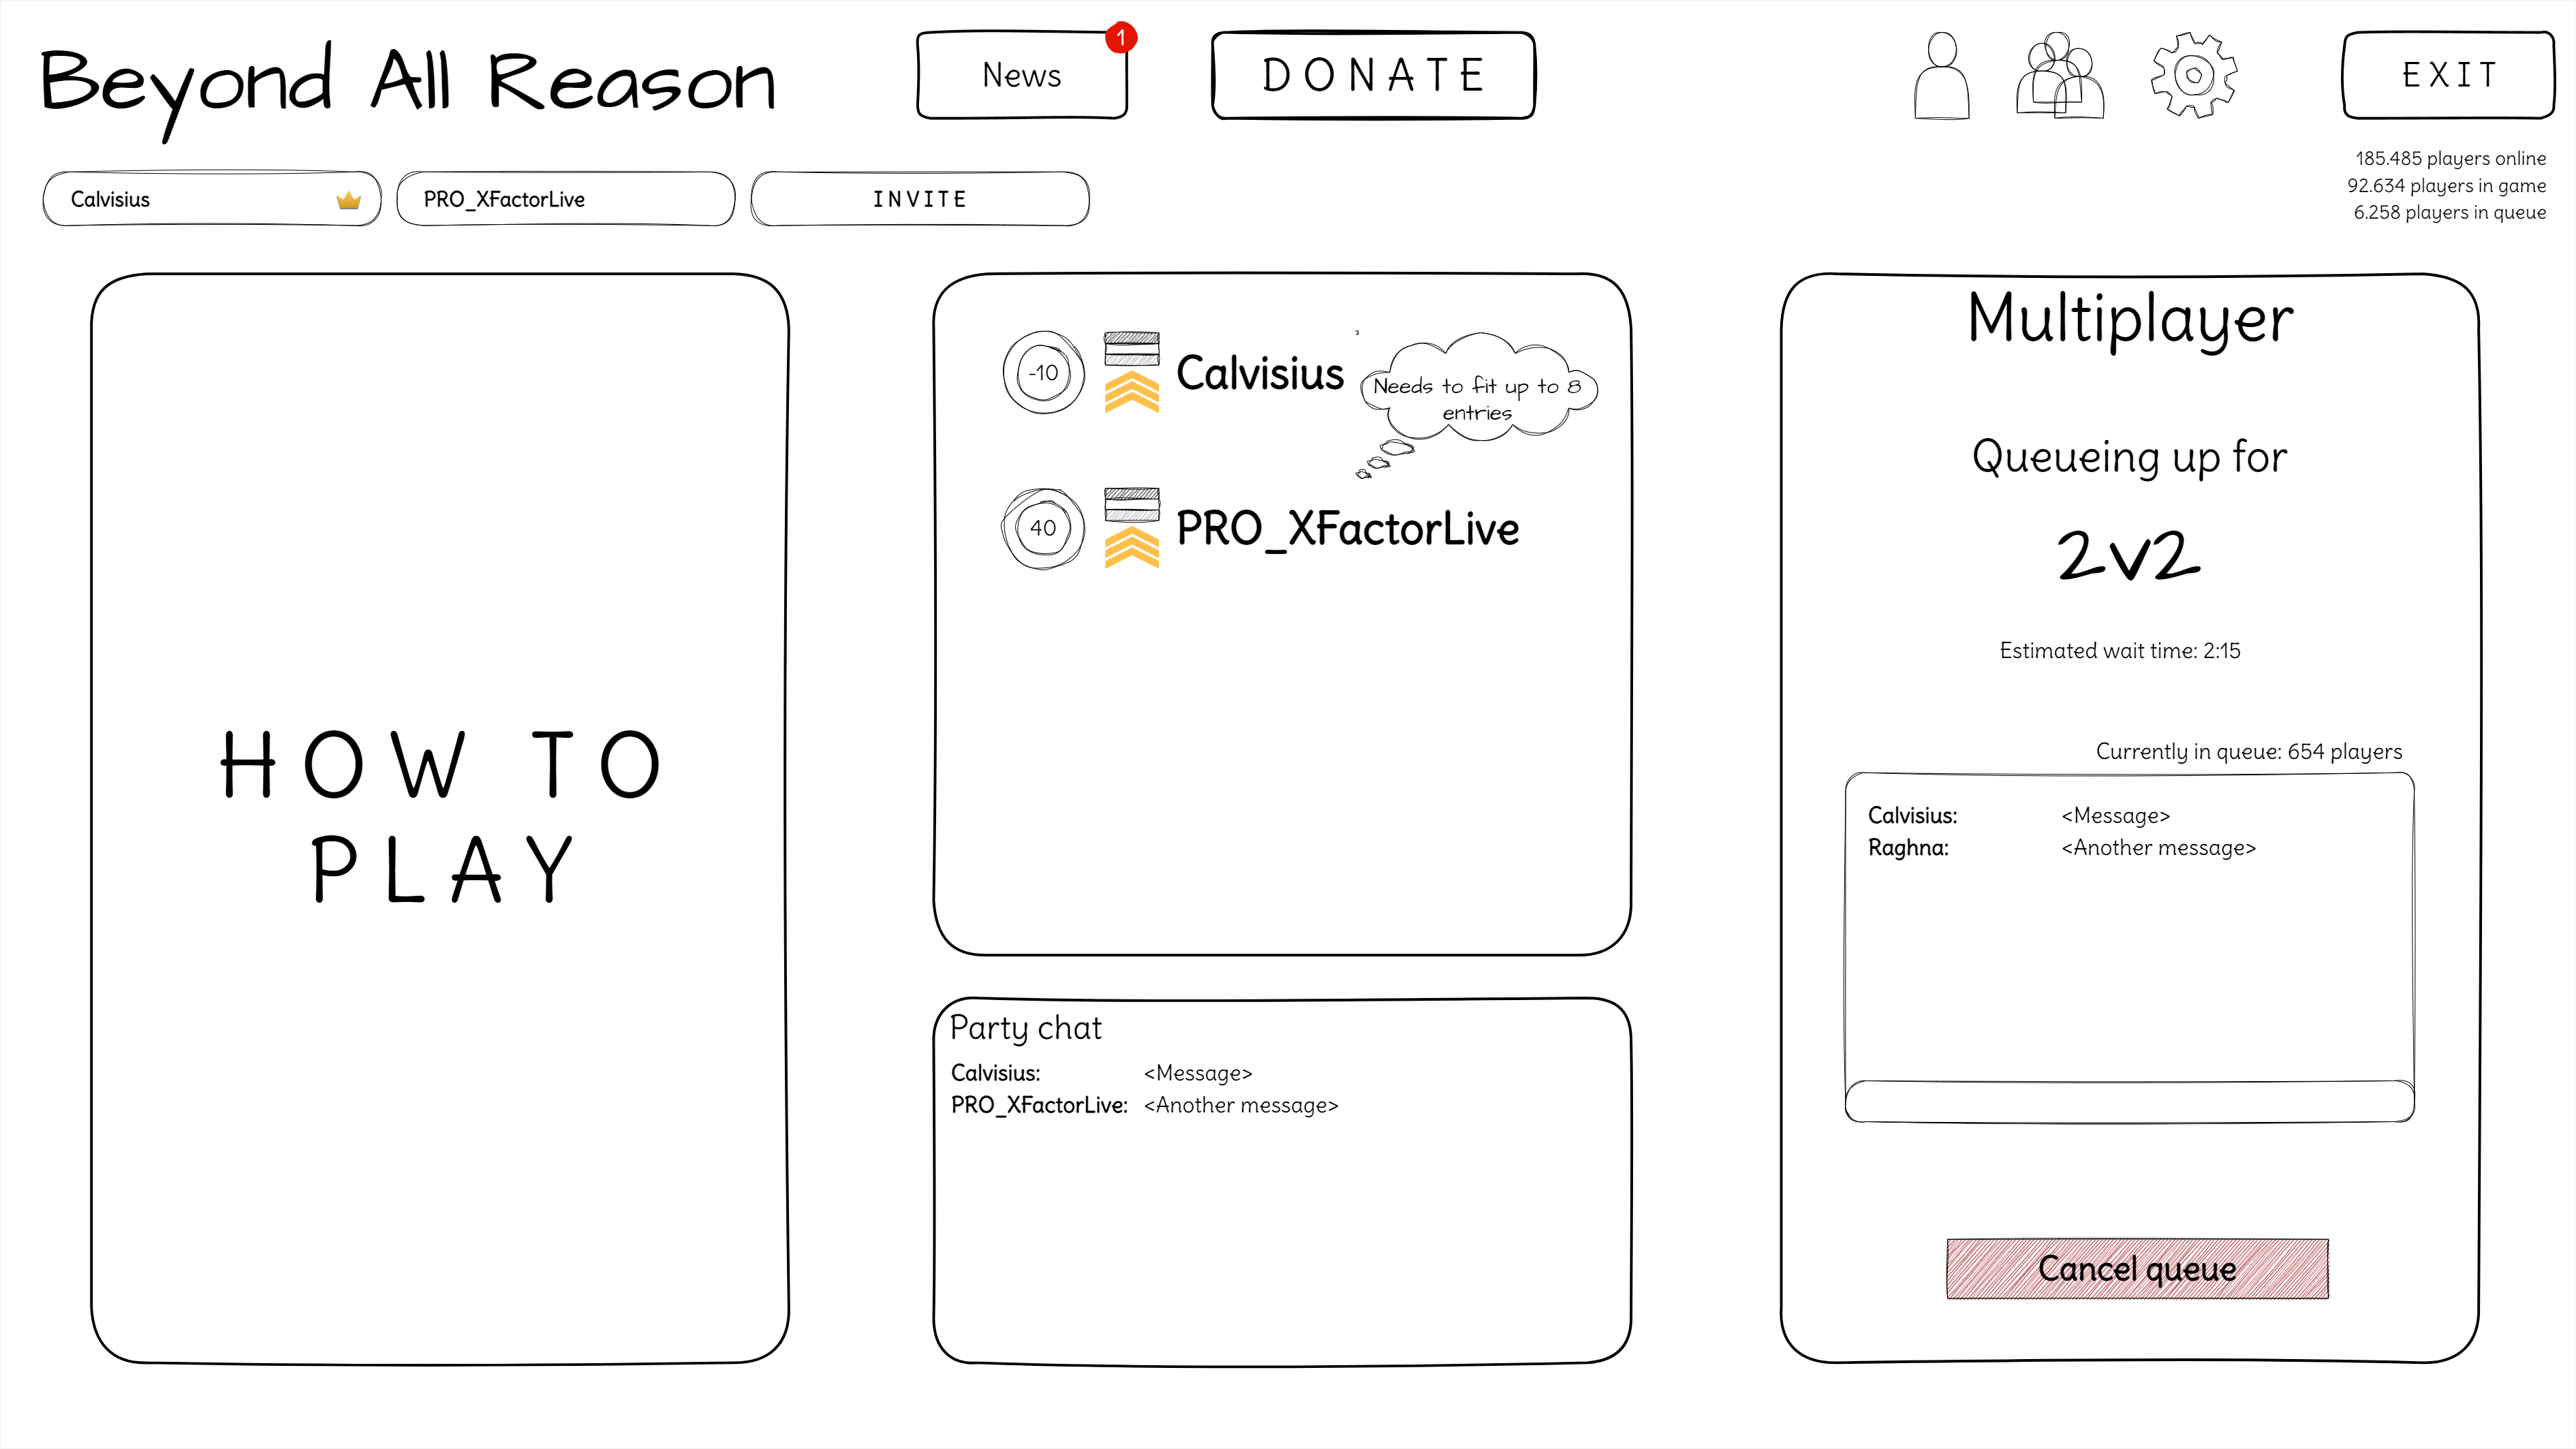 Beyond All Reason
News
1
DONATE
EXIT
185.485 players online
92.634 players in game
6.258 players in queue
Calvisius
PRO_XFactorLive
INVITE
HOW TO
PLAY
-10
Calvisius
3
Needs to fit up to 8
entries
40
PRO_XFactorLive
Party chat
Calvisius: <Message>
PRO_XFactorLive: <Another message>
Multiplayer
Queueing up for
2v2
Estimated wait time: 2:15
Currently in queue: 654 players
Calvisius: <Message>
Raghna: <Another message>
Cancel queue